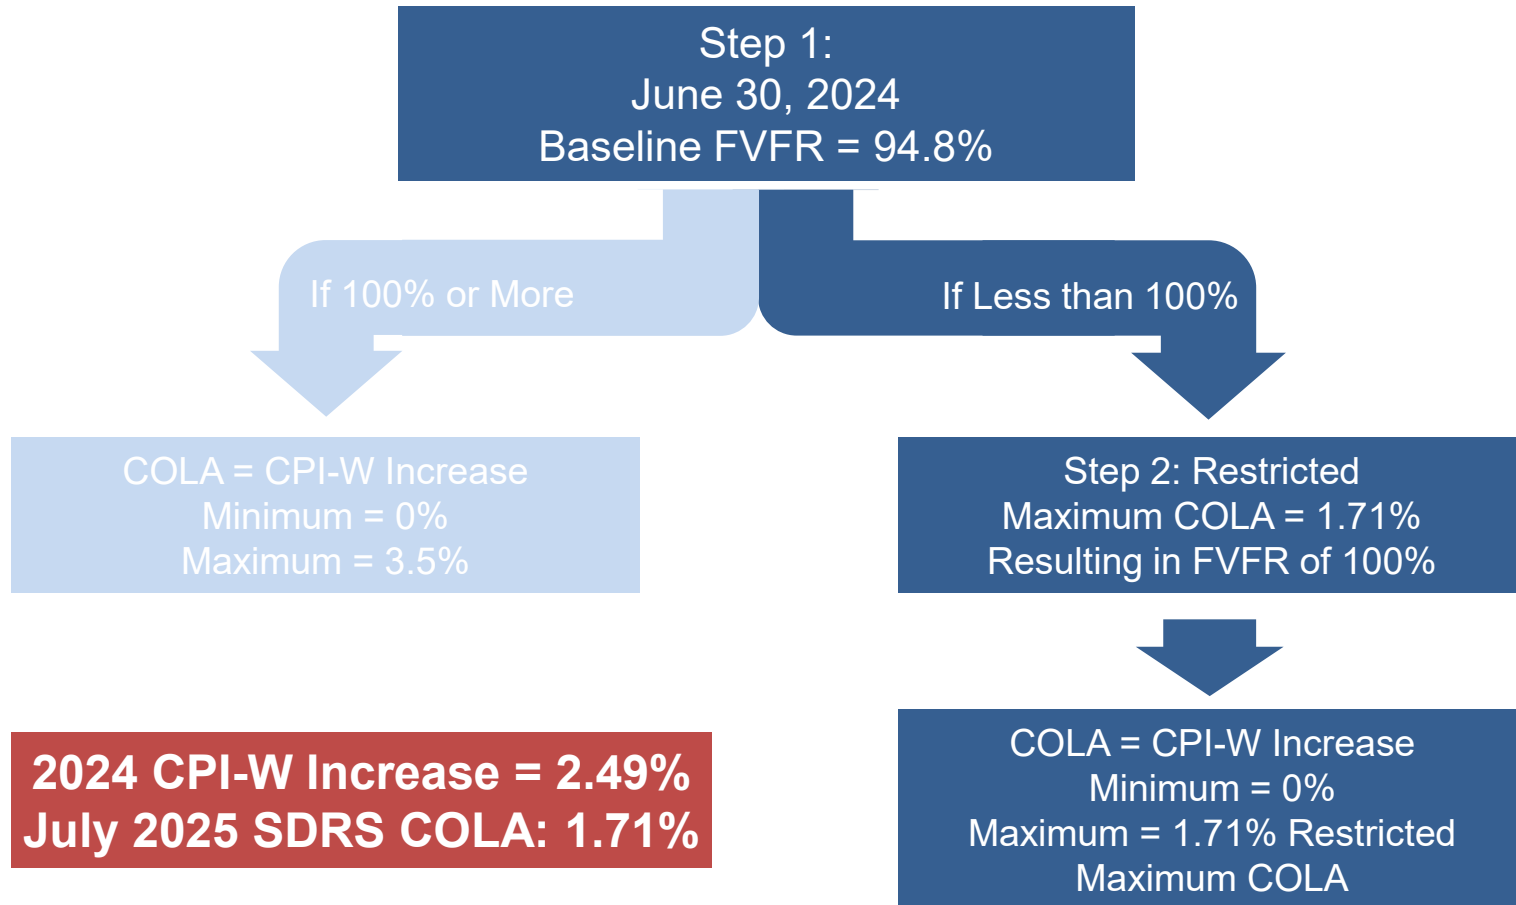 Step 1:
June 30, 2024
Baseline FVFR = 94.8%
If 100% or More
If Less than 100%
COLA = CPI-W Increase
Minimum = 0%
Maximum = 3.5%
Step 2: Restricted
Maximum COLA = 1.71%
Resulting in FVFR of 100%
2024 CPI-W Increase = 2.49%
July 2025 SDRS COLA: 1.71%
COLA = CPI-W Increase
Minimum = 0%
Maximum = 1.71% Restricted
Maximum COLA